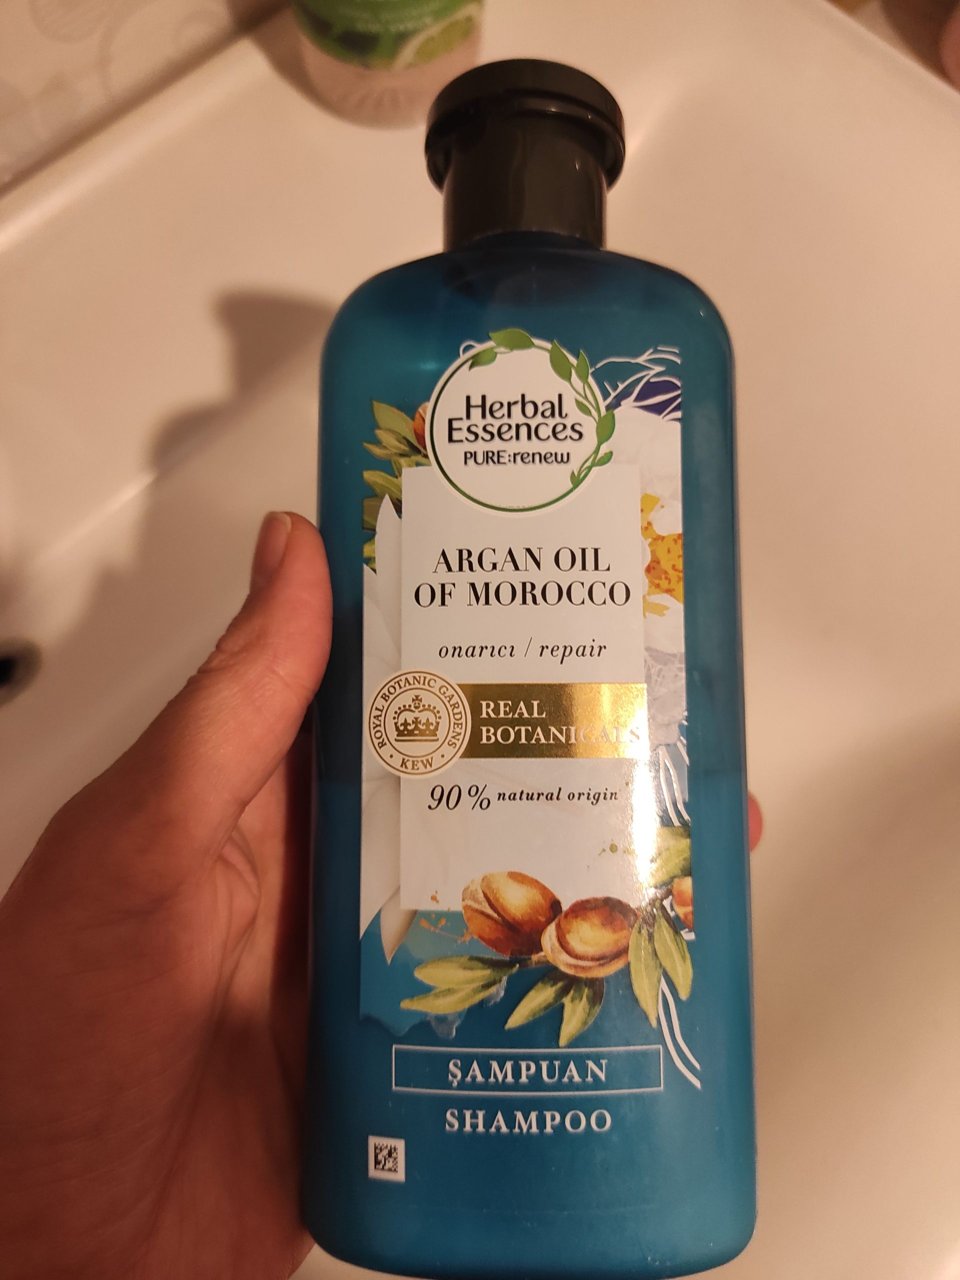 Herbal
Essences
PURE:renew
ARGAN OIL
OF MOROCCO
onarıcı / repair
ROYAL BOTANIC GARDENS
KEW
REAL
BOTANICALS
90% natural origin
ŞAMPUAN
SHAMPOO